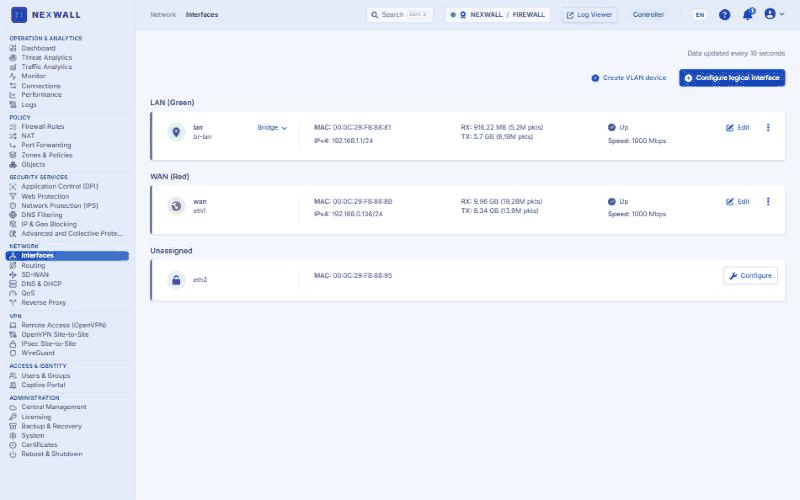 NEXWALL
Network › Interfaces
Search Ctrl K
NEXWALL / FIREWALL
Log Viewer
Controller
EN
OPERATION & ANALYTICS
Dashboard
Threat Analytics
Traffic Analytics
Monitor
Connections
Performance
Logs
POLICY
Firewall Rules
NAT
Port Forwarding
Zones & Policies
Objects
SECURITY SERVICES
Application Control (DPI)
Web Protection
Network Protection (IPS)
DNS Filtering
IP & Geo Blocking
Advanced and Collective Prote...
NETWORK
Interfaces
Routing
SD-WAN
DNS & DHCP
QoS
Reverse Proxy
VPN
Remote Access (OpenVPN)
OpenVPN Site-to-Site
IPsec Site-to-Site
WireGuard
ACCESS & IDENTITY
Users & Groups
Captive Portal
ADMINISTRATION
Central Management
Licensing
Backup & Recovery
System
Certificates
Reboot & Shutdown
Data updated every 10 seconds
Create VLAN device
Configure logical interface
LAN (Green)
lan
br-lan
Bridge
MAC: 00:0C:29:FB:88:81
IPv4: 192.168.1.1/24
RX: 916.22 MB (5,2M pkts)
TX: 5.7 GB (8,19M pkts)
Up
Speed: 1000 Mbps
Edit
WAN (Red)
wan
eth1
MAC: 00:0C:29:FB:88:8B
IPv4: 192.168.0.136/24
RX: 9.96 GB (19,28M pkts)
TX: 6.34 GB (13,9M pkts)
Up
Speed: 1000 Mbps
Edit
Unassigned
eth2
MAC: 00:0C:29:FB:88:95
Configure